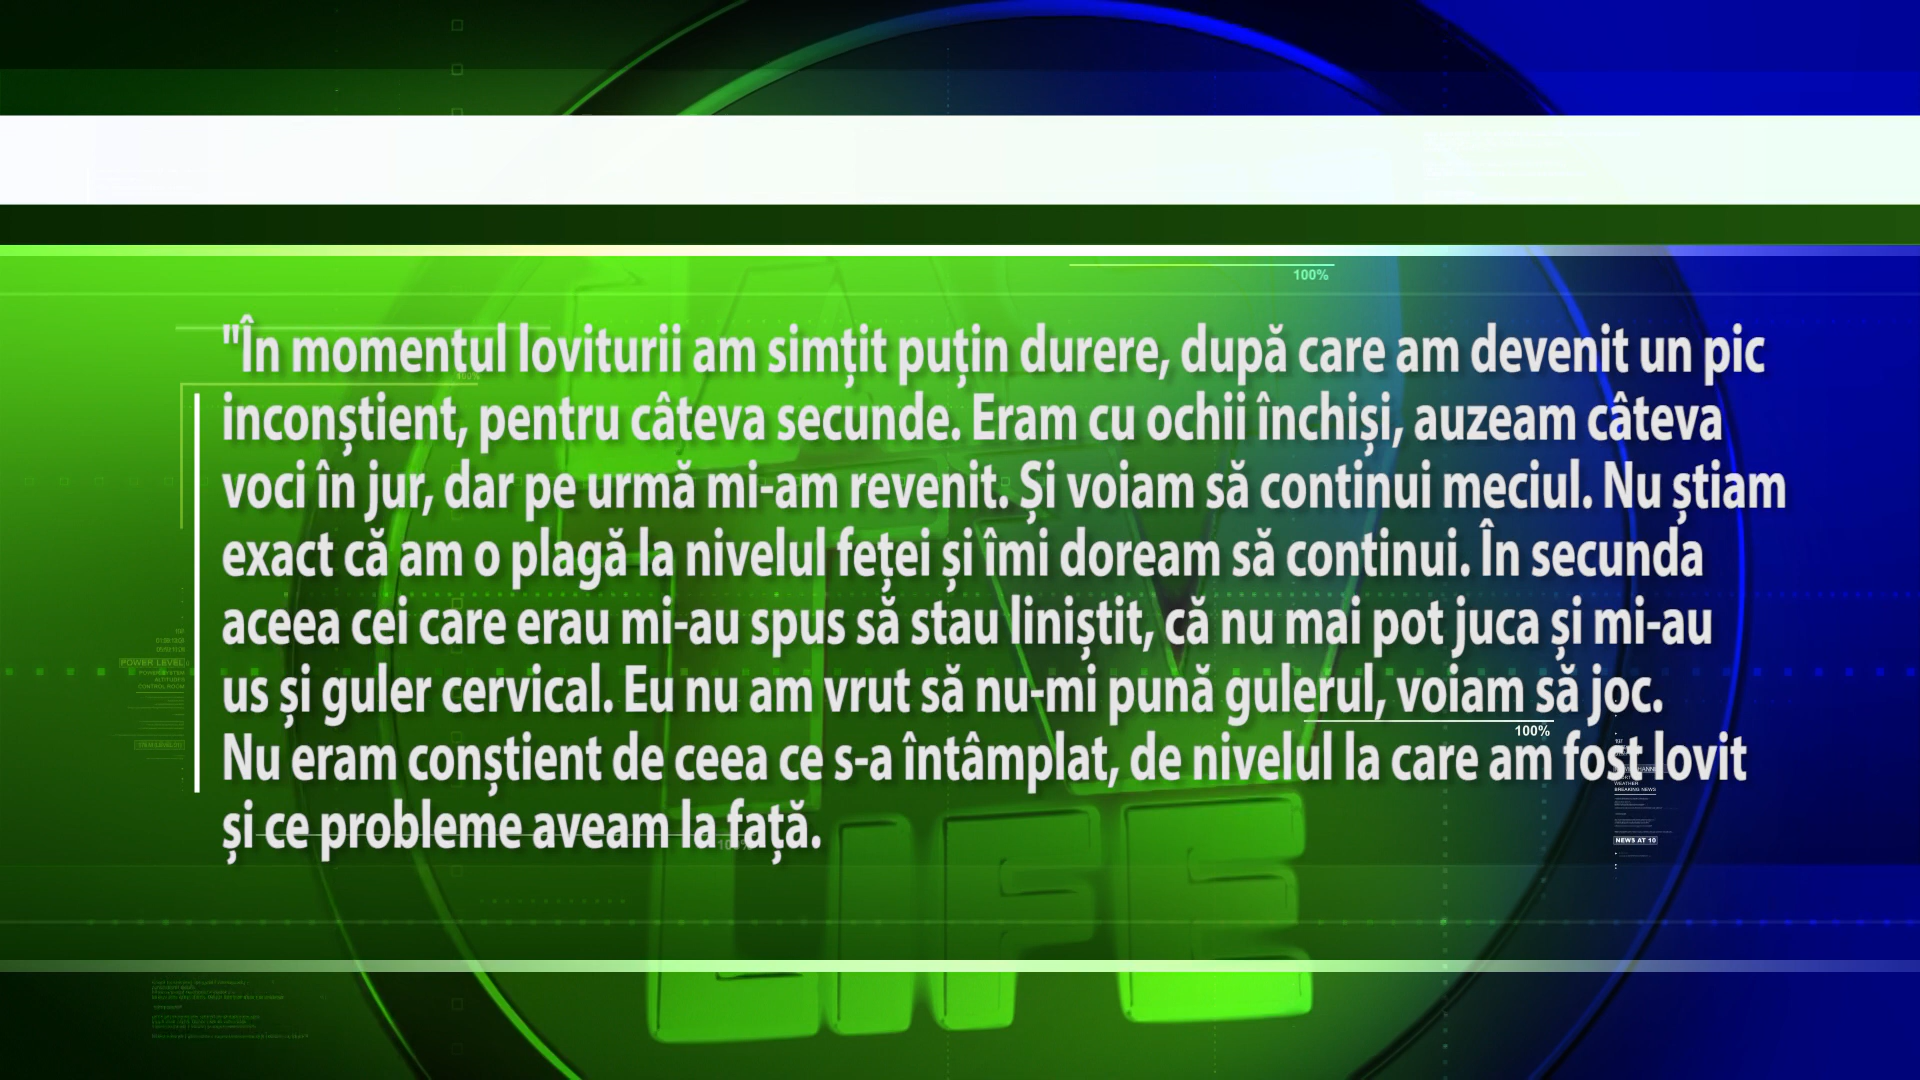 100%
"În momentul loviturii am simțit puțin durere, după care am devenit un pic
inconștient, pentru câteva secunde. Eram cu ochii închiși, auzeam câteva
voci în jur, dar pe urmă mi-am revenit. Și voiam să continui meciul. Nu știam
exact că am o plagă la nivelul feței și îmi doream să continui. În secunda
aceea cei care erau mi-au spus să stau liniștit, că nu mai pot juca și mi-au
us și guler cervical. Eu nu am vrut să nu-mi pună gulerul, voiam să joc.
100%
Nu eram conștient de ceea ce s-a întâmplat, de nivelul la care am fost lovit
și ce probleme aveam la față.
POWER LEVEL
CONTROL ROOM
WEATHER
BREAKING NEWS
NEWS AT 10
LIFE